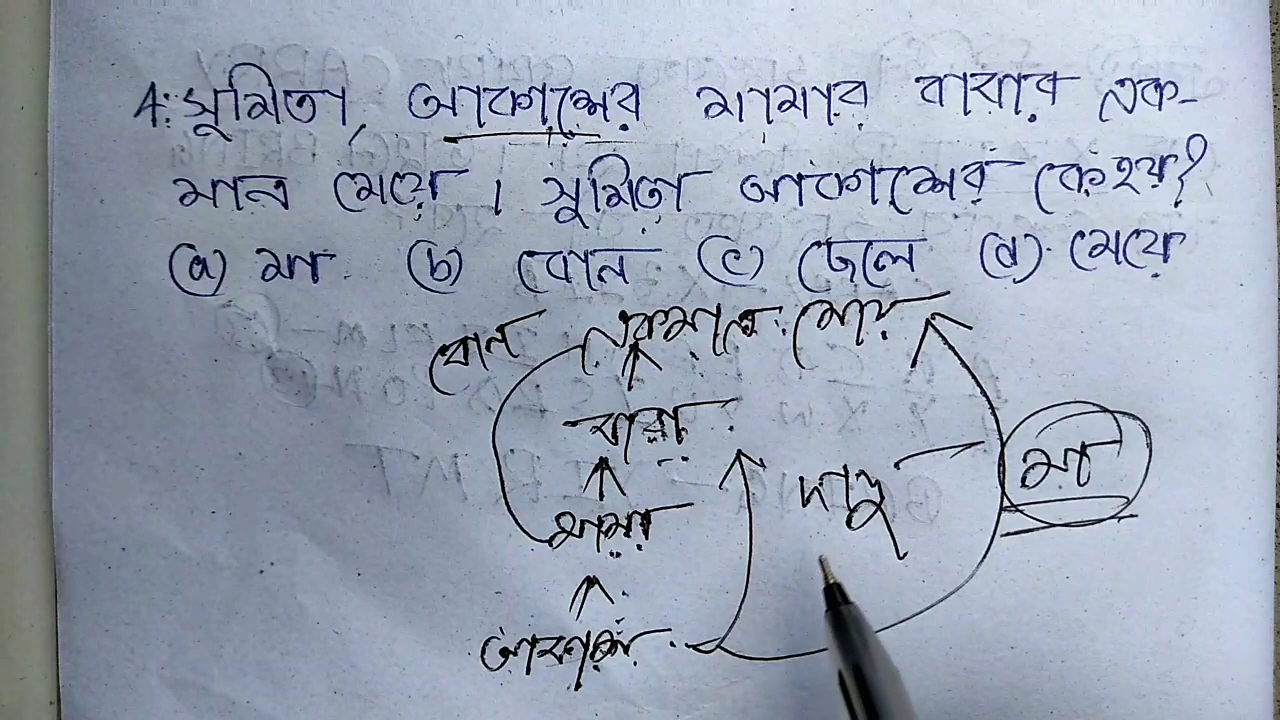 4: সুমিতা, আকাশের মামার বাবার এক-
মাত্র মেয়ে । সুমিতা আকাশের কে হয়?
(a) মা (b) বোন (c) ছেলে (d) মেয়ে
বোন একমাত্র মেয়ে
বাবা
দাদু মা
মামা
আকাশ